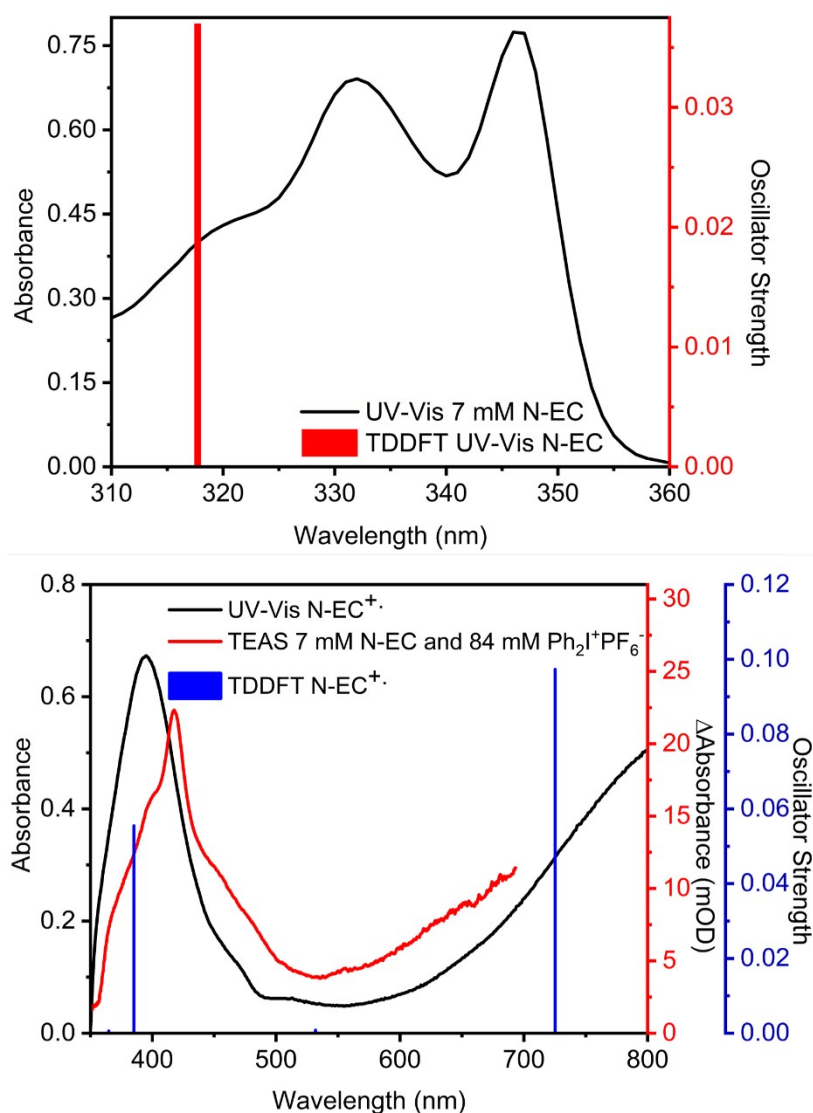 0.75
0.60
0.45
0.30
0.15
0.00
Absorbance
0.03
0.02
0.01
0.00
Oscillator Strength
UV-Vis 7 mM N-EC
TDDFT UV-Vis N-EC
310 320 330 340 350 360
Wavelength (nm)
0.8
0.6
0.4
0.2
0.0
Absorbance
UV-Vis N-EC⁺·
TEAS 7 mM N-EC and 84 mM Ph₂I⁺PF₆⁻
TDDFT N-EC⁺·
30
25
20
15
10
5
0
ΔAbsorbance (mOD)
0.12
0.10
0.08
0.06
0.04
0.02
0.00
Oscillator Strength
400 500 600 700 800
Wavelength (nm)